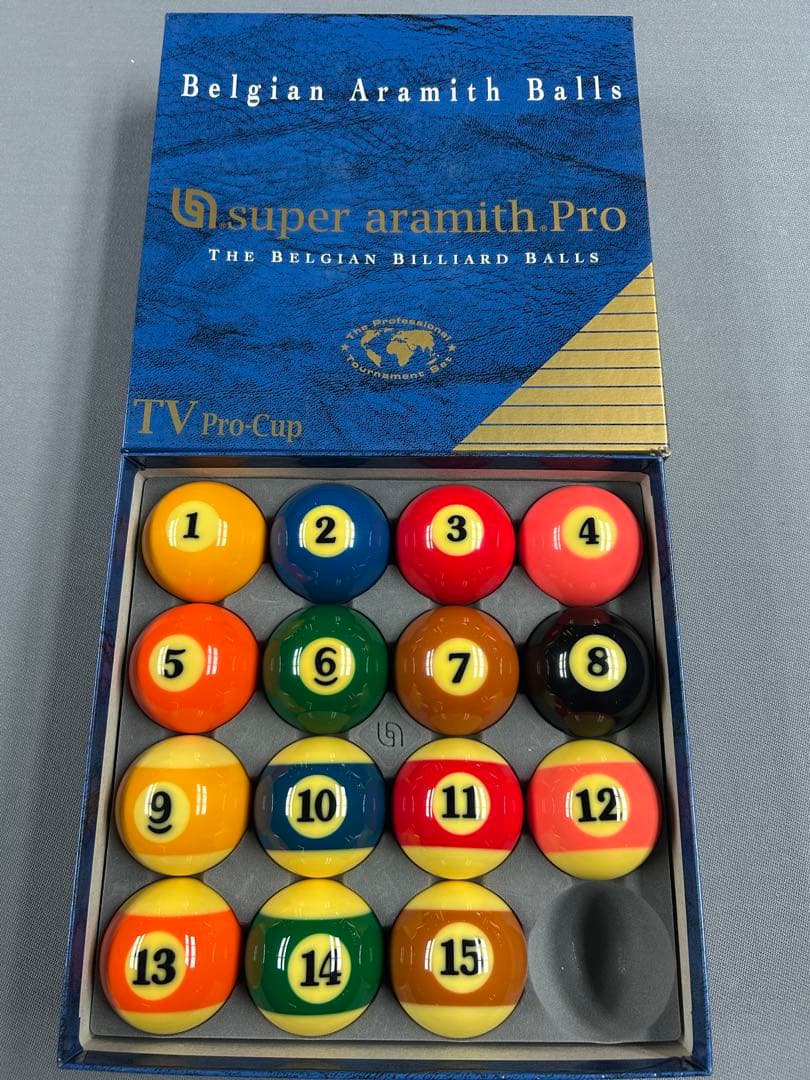 Belgian Aramith Balls
super aramith.Pro
THE BELGIAN BILLIARD BALLS
The Professional
Tournament Set
TV Pro-Cup
1 2 3 4
5 6 7 8
9 10 11 12
13 14 15